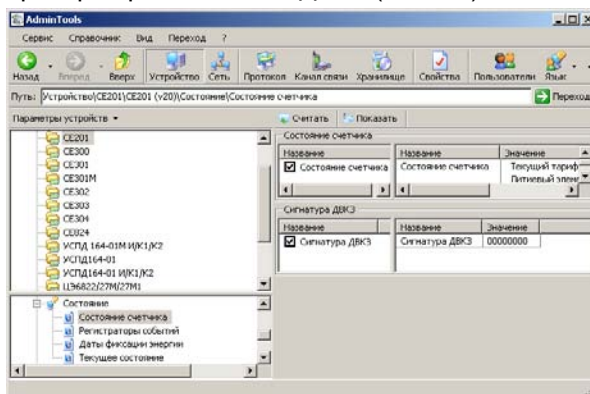 AdminTools
Сервис Справочник Вид Переход ?
Назад Вперед Вверх Устройство Сеть Протокол Канал связи Хранилище Свойства Пользователи Язык
Путь: Устройство\CE201\CE201 (v20)\Состояние\Состояние счетчика Переход
Параметры устройств Считать Показать
CE201
CE300
CE301
CE301M
CE302
CE303
CE304
CE824
УСПД 164-01М И/К1/К2
УСПД164-01
УСПД164-01 И/К1/К2
ЦЭ6822/27М/27М1
Состояние
Состояние счетчика
Регистраторы событий
Даты фиксации энергии
Текущее состояние
Состояние счетчика
Название Название Значение
Состояние счетчика Состояние счетчика Текущий тариф
Литиевый элем
Сигнатура ДВКЗ
Название Название Значение
Сигнатура ДВКЗ Сигнатура ДВКЗ 00000000